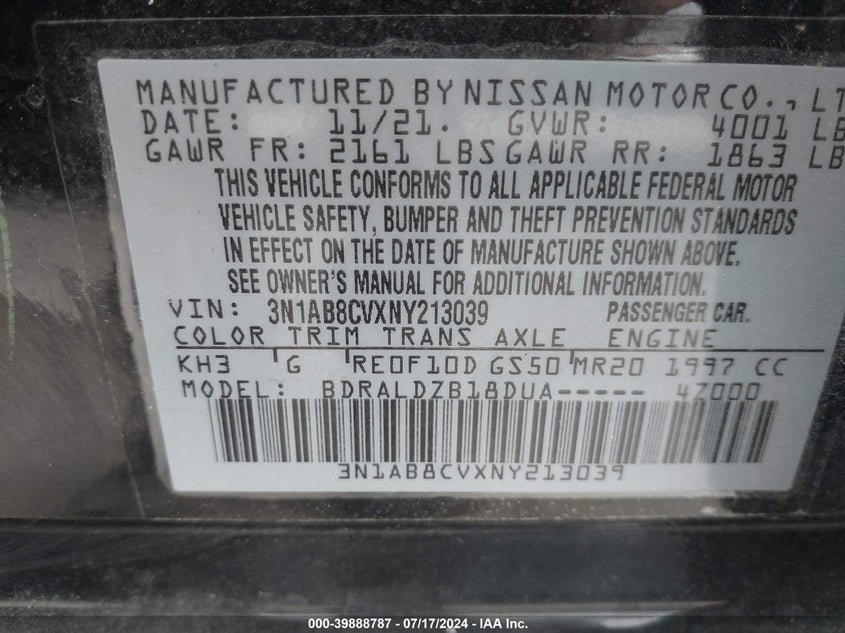 MANUFACTURED BY NISSAN MOTOR CO., LT
DATE: 11/21. GVWR: 4001 LB
GAWR FR: 2161 LBS GAWR RR: 1863 LB
THIS VEHICLE CONFORMS TO ALL APPLICABLE FEDERAL MOTOR
VEHICLE SAFETY, BUMPER AND THEFT PREVENTION STANDARDS
IN EFFECT ON THE DATE OF MANUFACTURE SHOWN ABOVE.
SEE OWNER'S MANUAL FOR ADDITIONAL INFORMATION.
VIN: 3N1AB8CVXNY213039 PASSENGER CAR.
COLOR TRIM TRANS AXLE ENGINE
KH3 G RE0F10D GS50 MR20 1997 CC
MODEL: BDRALDZB18DUA----- 4Z000
3N1AB8CVXNY213039
000-39888787 - 07/17/2024 - IAA Inc.